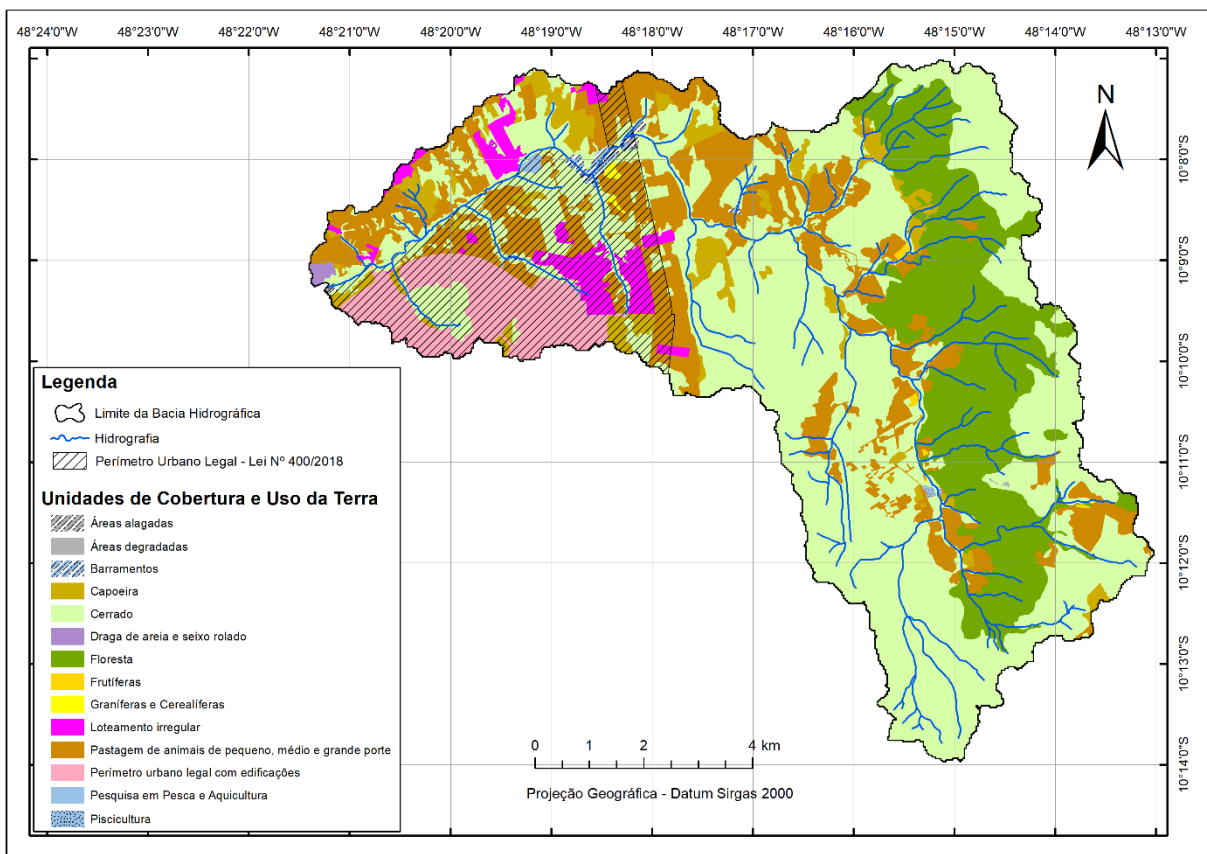 48°24'0"W 48°23'0"W 48°22'0"W 48°21'0"W 48°20'0"W 48°19'0"W 48°18'0"W 48°17'0"W 48°16'0"W 48°15'0"W 48°14'0"W 48°13'0"W
N
10°8'0"S
10°9'0"S
10°10'0"S
10°11'0"S
10°12'0"S
10°13'0"S
10°14'0"S
Legenda
Limite da Bacia Hidrográfica
Hidrografia
Perímetro Urbano Legal - Lei Nº 400/2018
Unidades de Cobertura e Uso da Terra
Áreas alagadas
Áreas degradadas
Barramentos
Capoeira
Cerrado
Draga de areia e seixo rolado
Floresta
Frutíferas
Graníferas e Cerealíferas
Loteamento irregular
Pastagem de animais de pequeno, médio e grande porte
Perímetro urbano legal com edificações
Pesquisa em Pesca e Aquicultura
Piscicultura
0 1 2 4 km
Projeção Geográfica - Datum Sirgas 2000